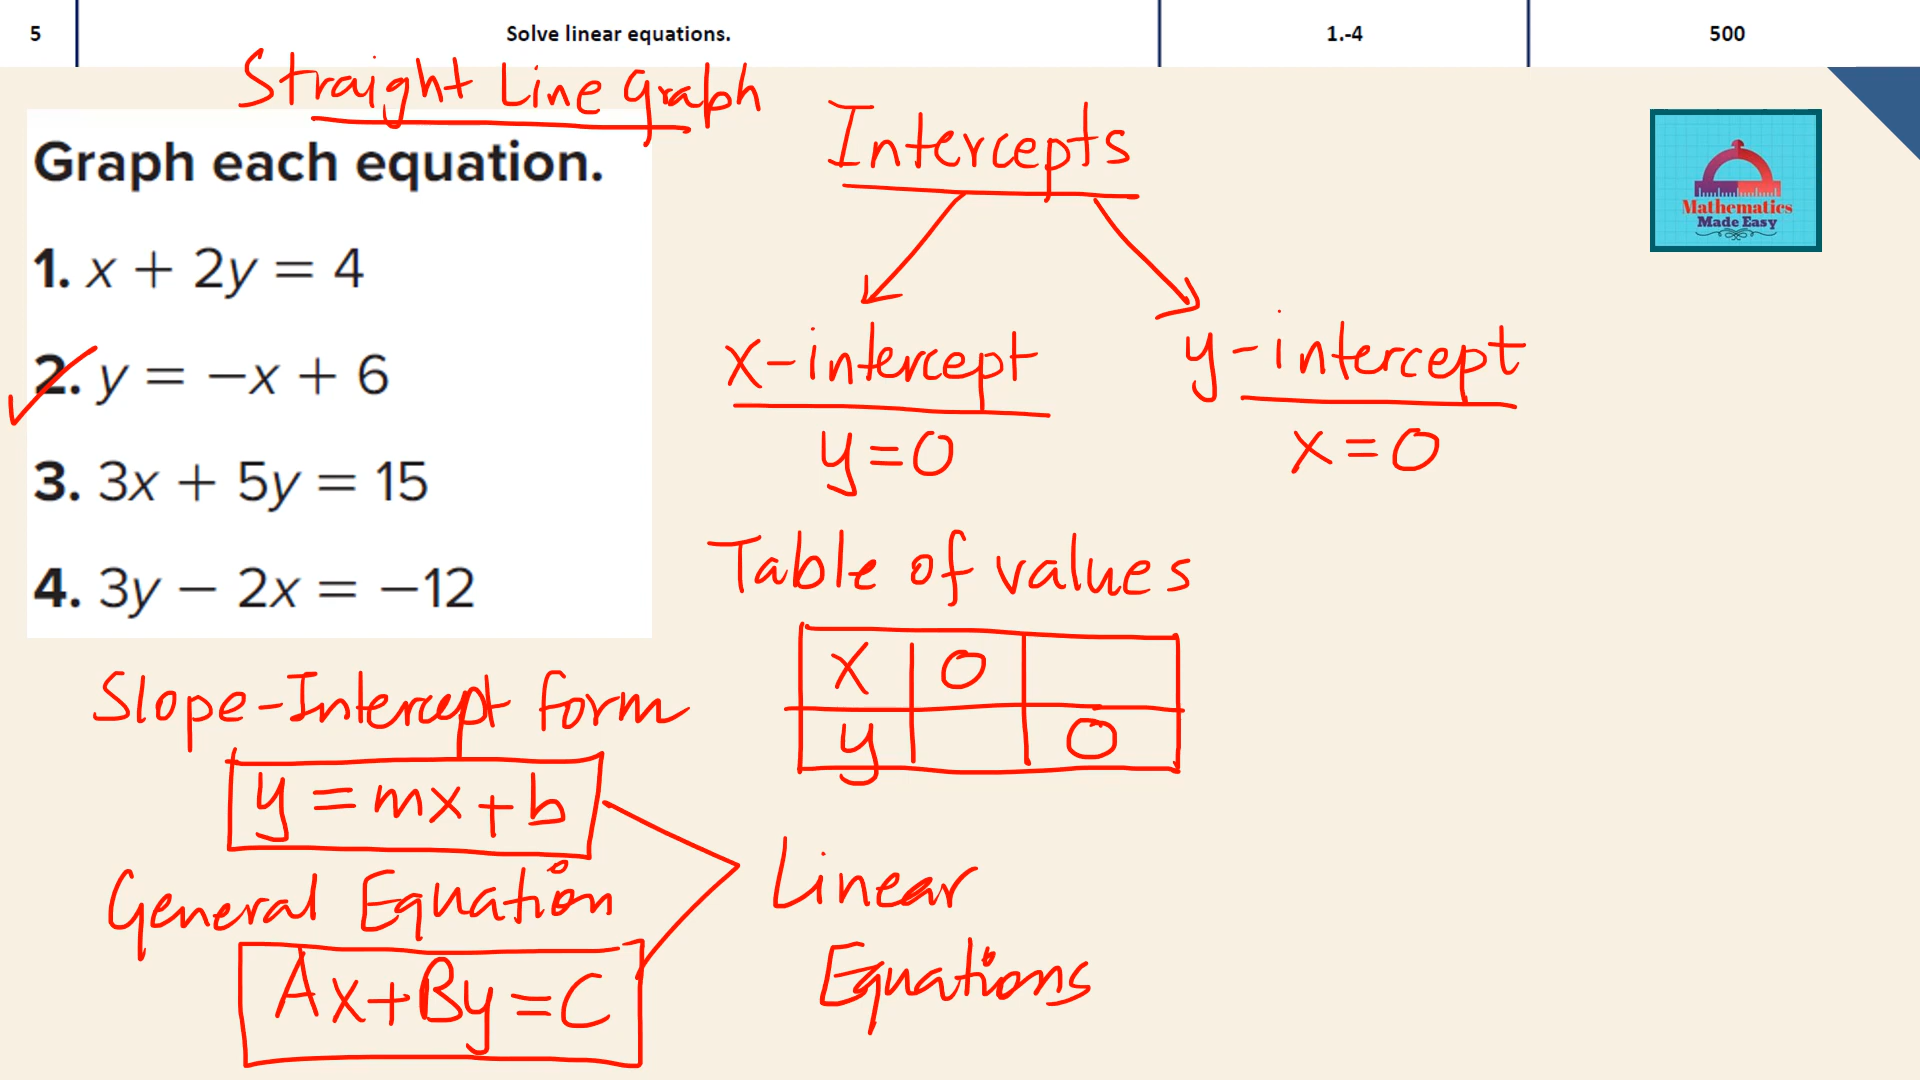 5 Solve linear equations. 1.-4 500
Straight Line Graph
Graph each equation.
1. x + 2y = 4
2. y = −x + 6
3. 3x + 5y = 15
4. 3y − 2x = −12
Intercepts
x-intercept y-intercept
y=0 x=0
Table of values
x 0
y 0
Mathematics
Made Easy
Slope-Intercept form
y = mx + b
General Equation
Ax+By=C
Linear
Equations